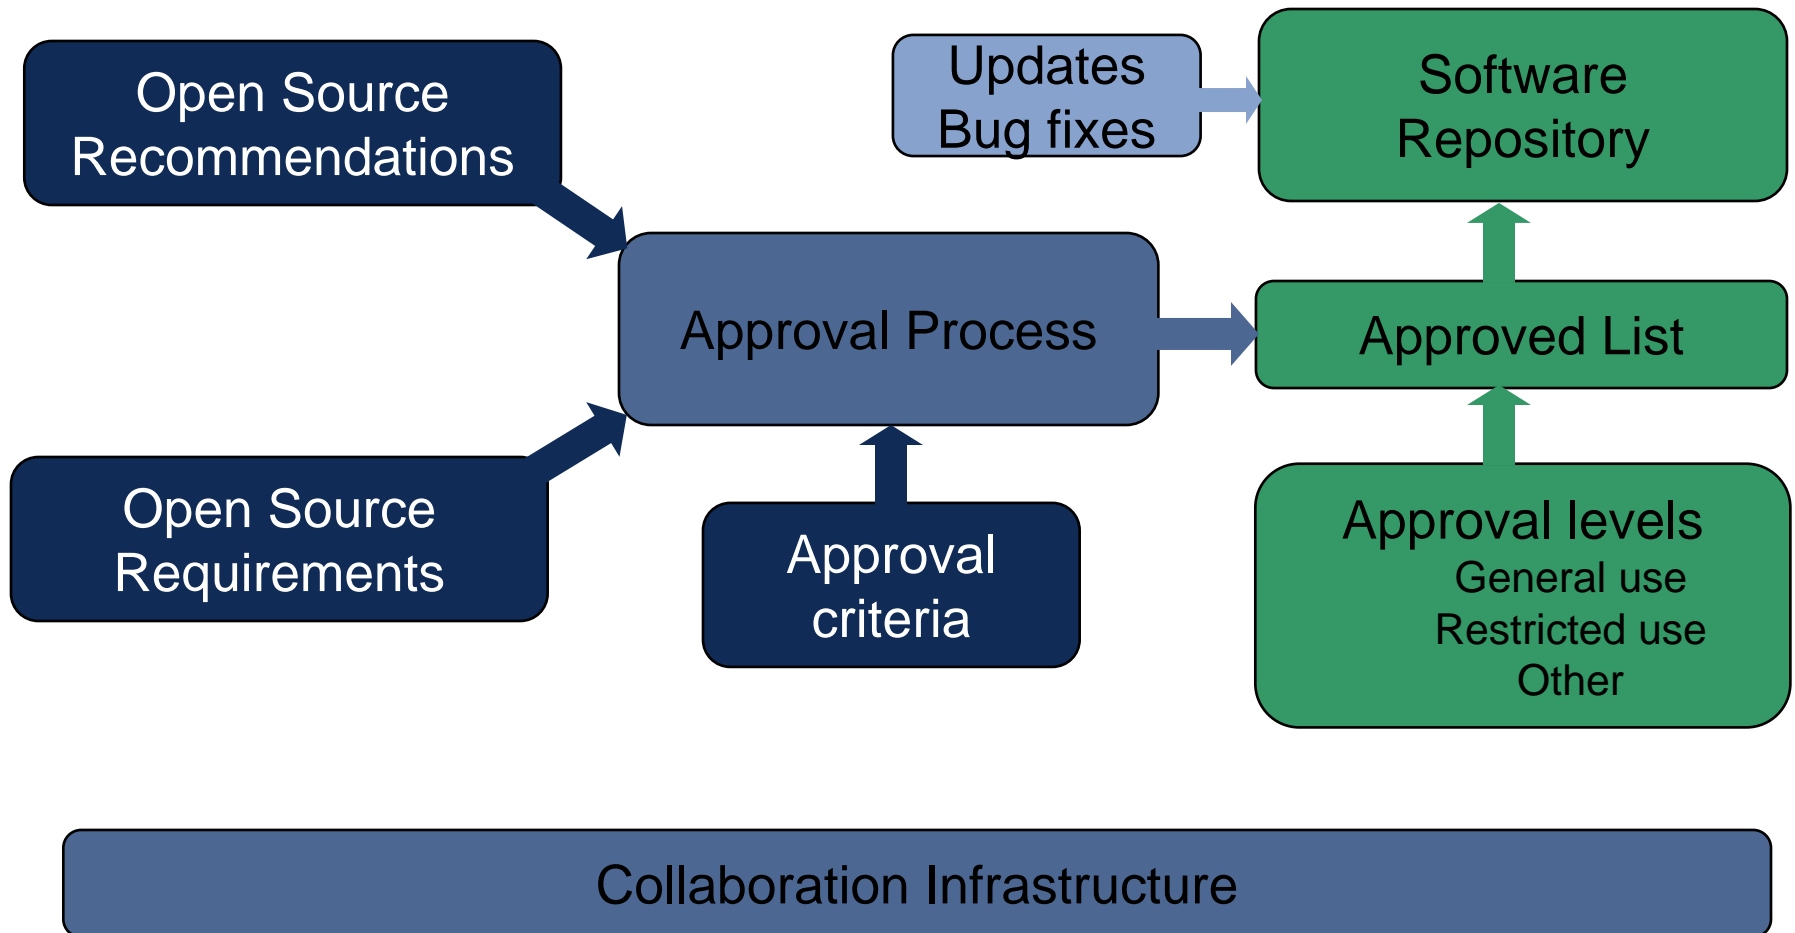 Open Source
Recommendations
Updates
Bug fixes
Software
Repository
Approval Process
Approved List
Open Source
Requirements
Approval
criteria
Approval levels
General use
Restricted use
Other
Collaboration Infrastructure